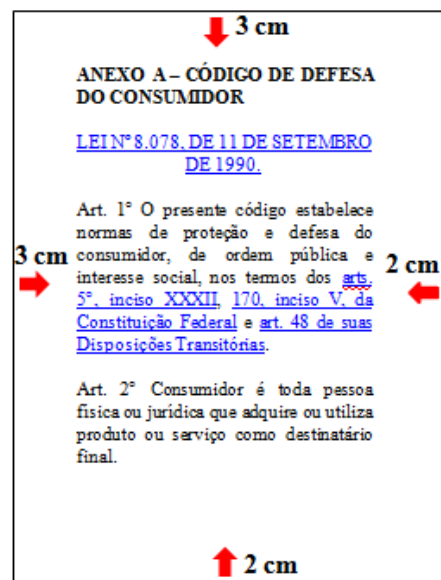 3 cm
ANEXO A – CÓDIGO DE DEFESA
DO CONSUMIDOR
LEI Nº 8.078, DE 11 DE SETEMBRO
DE 1990.
Art. 1° O presente código estabelece
normas de proteção e defesa do
3 cm
consumidor, de ordem pública e
2 cm
interesse social, nos termos dos arts.
5°, inciso XXXII, 170, inciso V, da
Constituição Federal e art. 48 de suas
Disposições Transitórias.
Art. 2° Consumidor é toda pessoa
física ou jurídica que adquire ou utiliza
produto ou serviço como destinatário
final.
2 cm